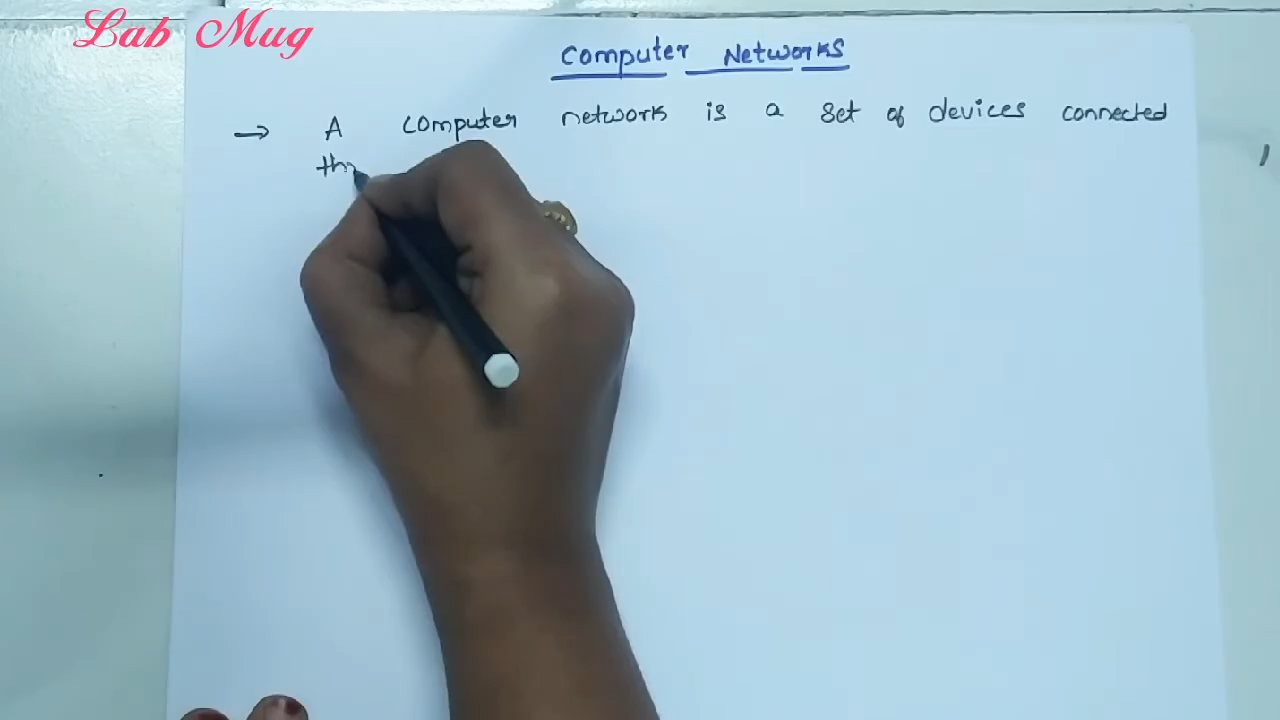 Lab Mug
Computer Networks
→ A computer network is a set of devices connected